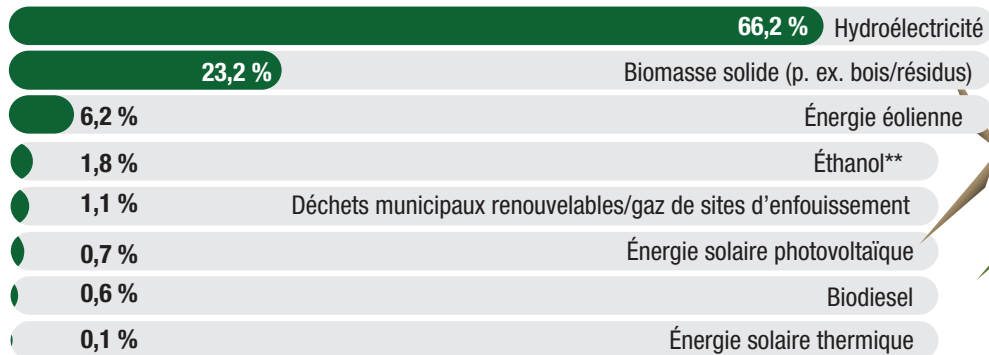 66,2 % Hydroélectricité
23,2 % Biomasse solide (p. ex. bois/résidus)
6,2 % Énergie éolienne
1,8 % Éthanol**
1,1 % Déchets municipaux renouvelables/gaz de sites d’enfouissement
0,7 % Énergie solaire photovoltaïque
0,6 % Biodiesel
0,1 % Énergie solaire thermique